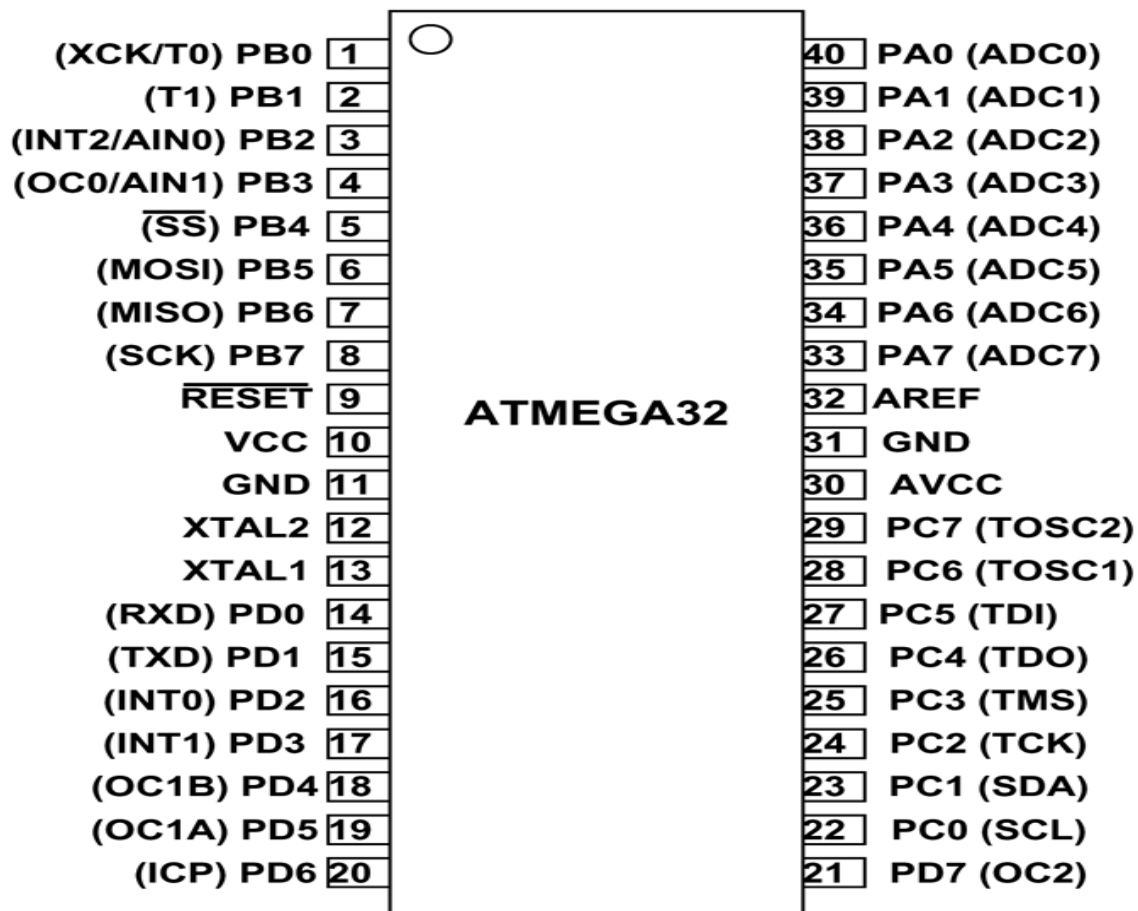 (XCK/T0) PB0 1 40 PA0 (ADC0)
(T1) PB1 2 39 PA1 (ADC1)
(INT2/AIN0) PB2 3 38 PA2 (ADC2)
(OC0/AIN1) PB3 4 37 PA3 (ADC3)
(SS) PB4 5 36 PA4 (ADC4)
(MOSI) PB5 6 35 PA5 (ADC5)
(MISO) PB6 7 34 PA6 (ADC6)
(SCK) PB7 8 33 PA7 (ADC7)
RESET 9 32 AREF
ATMEGA32
VCC 10 31 GND
GND 11 30 AVCC
XTAL2 12 29 PC7 (TOSC2)
XTAL1 13 28 PC6 (TOSC1)
(RXD) PD0 14 27 PC5 (TDI)
(TXD) PD1 15 26 PC4 (TDO)
(INT0) PD2 16 25 PC3 (TMS)
(INT1) PD3 17 24 PC2 (TCK)
(OC1B) PD4 18 23 PC1 (SDA)
(OC1A) PD5 19 22 PC0 (SCL)
(ICP) PD6 20 21 PD7 (OC2)